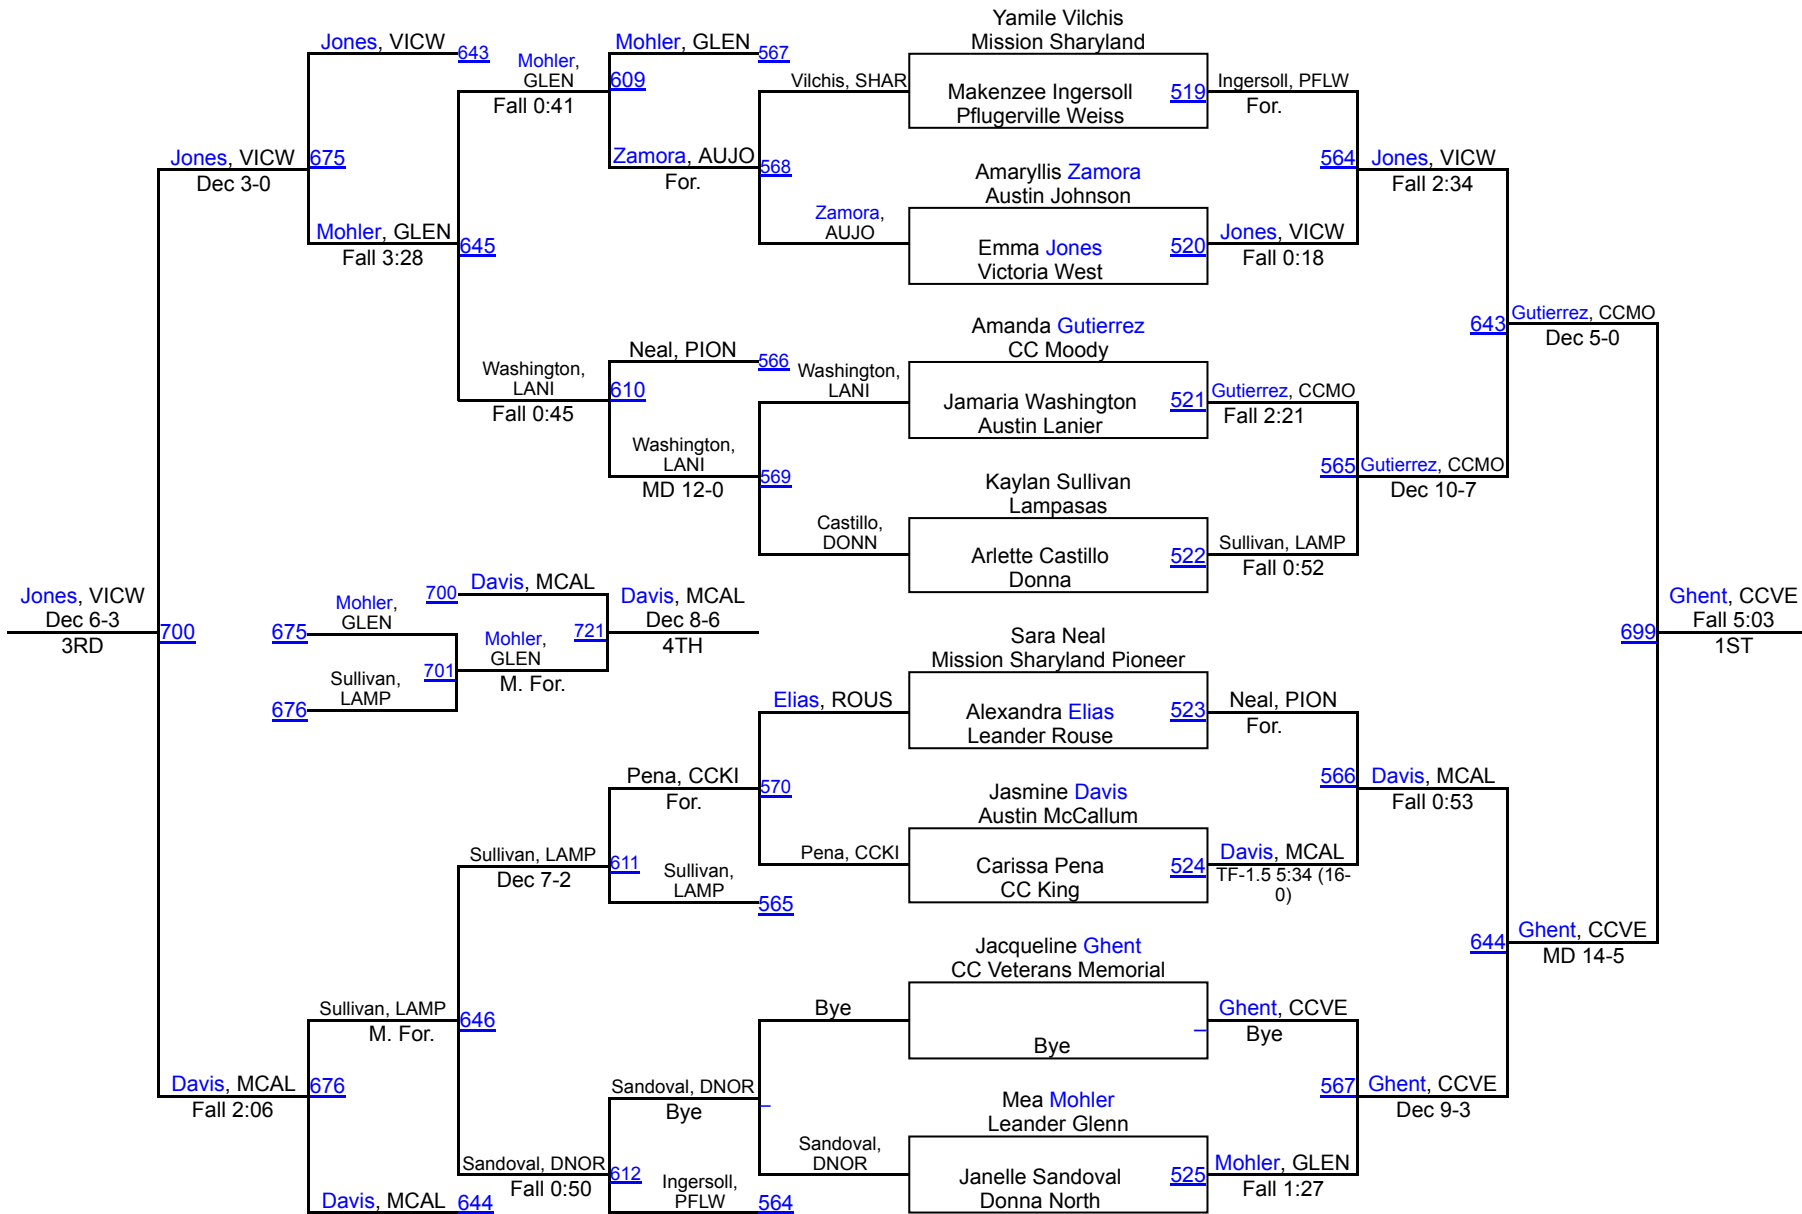 Yamile Vilchis
Mission Sharyland
Jones, VICW
643
Mohler,
GLEN
Fall 0:41
Mohler, GLEN
567
609
Vilchis, SHAR
Makenzee Ingersoll
Pflugerville Weiss
519
Ingersoll, PFLW
For.
Jones, VICW
Dec 3-0
675
Zamora, AUJO
For.
568
Amaryllis Zamora
Austin Johnson
564
Jones, VICW
Fall 2:34
Mohler, GLEN
Fall 3:28
645
Zamora,
AUJO
Emma Jones
Victoria West
520
Jones, VICW
Fall 0:18
Amanda Gutierrez
CC Moody
643
Gutierrez, CCMO
Dec 5-0
Washington,
LANI
Fall 0:45
Neal, PION
566
610
Washington,
LANI
Jamaria Washington
Austin Lanier
521
Gutierrez, CCMO
Fall 2:21
Washington,
LANI
MD 12-0
569
Kaylan Sullivan
Lampasas
565
Gutierrez, CCMO
Dec 10-7
Castillo,
DONN
Arlette Castillo
Donna
522
Sullivan, LAMP
Fall 0:52
Jones, VICW
Dec 6-3
3RD
700
Mohler,
GLEN
675
Sullivan,
LAMP
676
701
700
Davis, MCAL
Mohler,
GLEN
M. For.
721
Davis, MCAL
Dec 8-6
4TH
Sara Neal
Mission Sharyland Pioneer
699
Ghent, CCVE
Fall 5:03
1ST
Elias, ROUS
Alexandra Elias
Leander Rouse
523
Neal, PION
For.
Pena, CCKI
For.
570
Jasmine Davis
Austin McCallum
566
Davis, MCAL
Fall 0:53
Sullivan, LAMP
Dec 7-2
611
Sullivan,
LAMP
565
Pena, CCKI
Carissa Pena
CC King
524
Davis, MCAL
TF-1.5 5:34 (16-
0)
Jacqueline Ghent
CC Veterans Memorial
644
Ghent, CCVE
MD 14-5
Sullivan, LAMP
M. For.
646
Bye
Bye
Ghent, CCVE
Bye
Davis, MCAL
Fall 2:06
676
Sandoval, DNOR
Bye
Mea Mohler
Leander Glenn
567
Ghent, CCVE
Dec 9-3
Sandoval, DNOR
Fall 0:50
612
Ingersoll,
PFLW
564
Sandoval,
DNOR
Janelle Sandoval
Donna North
525
Mohler, GLEN
Fall 1:27
Davis, MCAL
644